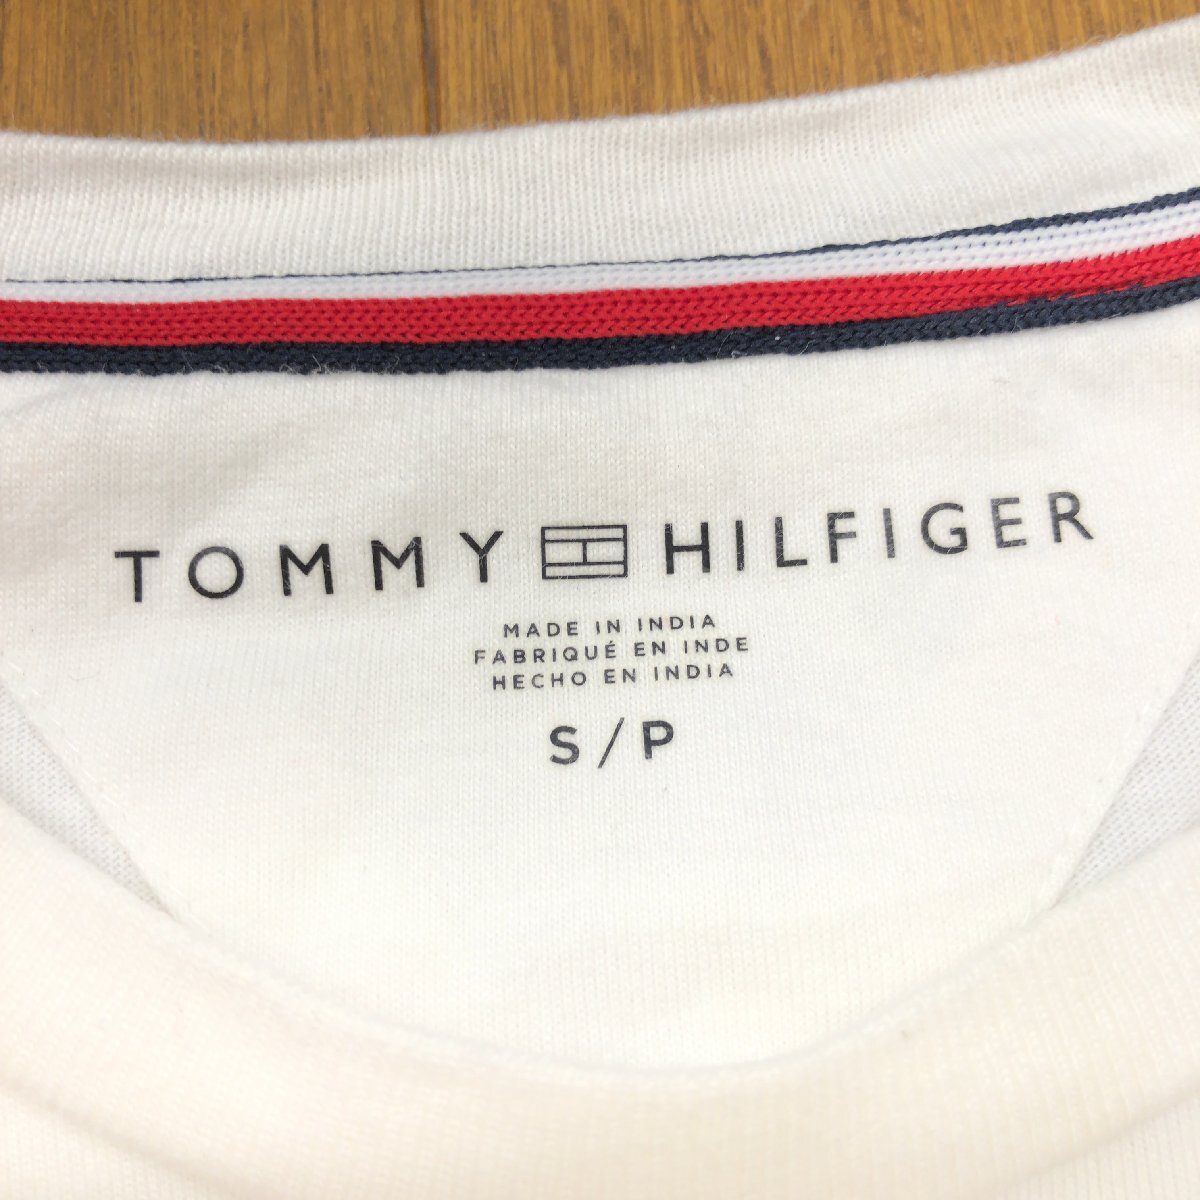 TOMMY HILFIGER
MADE IN INDIA
FABRIQUÉ EN INDE
HECHO EN INDIA
S / P